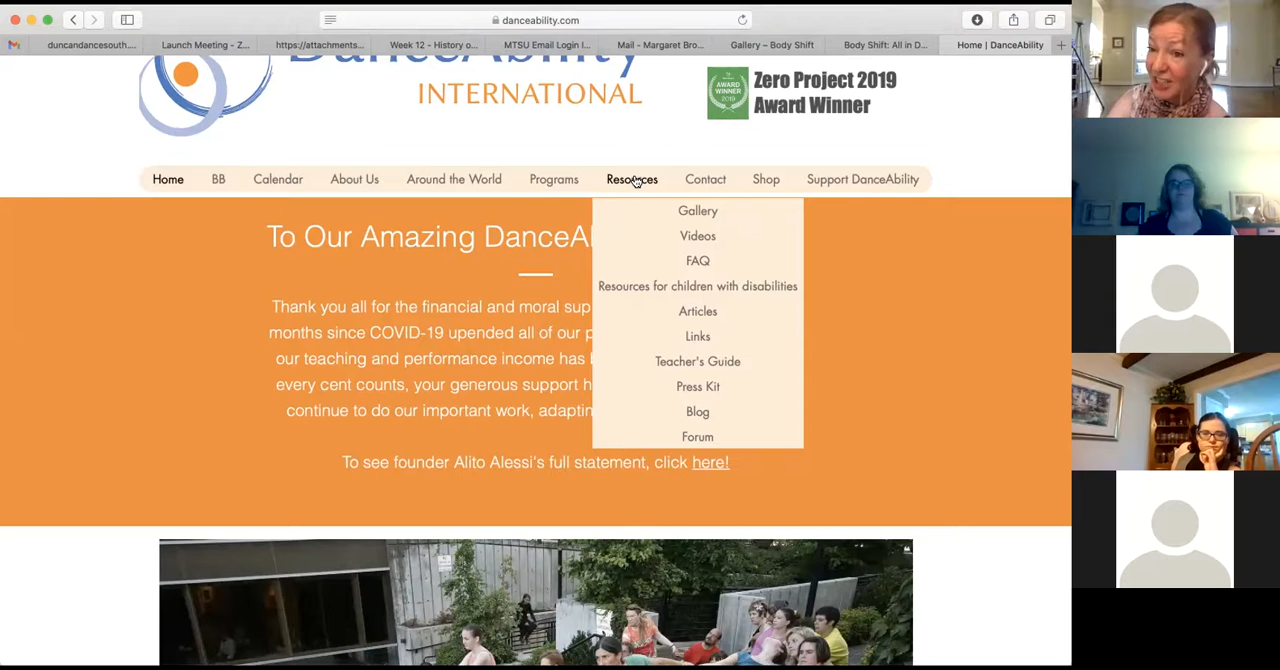 danceability.com
duncandancesouth.
Launch Meeting - Z...
https://attachments...
Week 12 - History o...
MTSU Email Login I...
Mail - Margaret Bro...
Gallery – Body Shift
Body Shift: All in D...
Home | DanceAbility
DanceAbility
INTERNATIONAL
AWARD
WINNER
2019
Zero Project 2019
Award Winner
Home BB Calendar About Us Around the World Programs Resources Contact Shop Support DanceAbility
Gallery
Videos
FAQ
Resources for children with disabilities
Articles
Links
Teacher's Guide
Press Kit
Blog
Forum
To Our Amazing DanceAb
Thank you all for the financial and moral sup
months since COVID-19 upended all of our p
our teaching and performance income has
every cent counts, your generous support h
continue to do our important work, adaptin
To see founder Alito Alessi's full statement, click here!